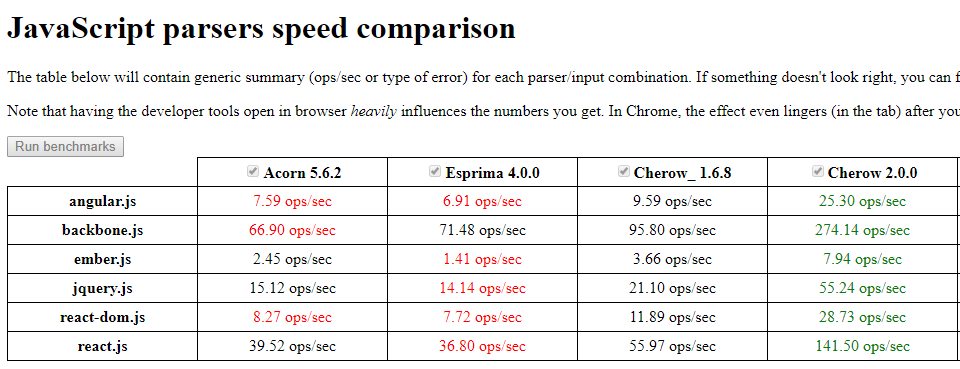 JavaScript parsers speed comparison
The table below will contain generic summary (ops/sec or type of error) for each parser/input combination. If something doesn't look right, you can f
Note that having the developer tools open in browser heavily influences the numbers you get. In Chrome, the effect even lingers (in the tab) after you
Run benchmarks
Acorn 5.6.2 Esprima 4.0.0 Cherow_ 1.6.8 Cherow 2.0.0
angular.js 7.59 ops/sec 6.91 ops/sec 9.59 ops/sec 25.30 ops/sec
backbone.js 66.90 ops/sec 71.48 ops/sec 95.80 ops/sec 274.14 ops/sec
ember.js 2.45 ops/sec 1.41 ops/sec 3.66 ops/sec 7.94 ops/sec
jquery.js 15.12 ops/sec 14.14 ops/sec 21.10 ops/sec 55.24 ops/sec
react-dom.js 8.27 ops/sec 7.72 ops/sec 11.89 ops/sec 28.73 ops/sec
react.js 39.52 ops/sec 36.80 ops/sec 55.97 ops/sec 141.50 ops/sec